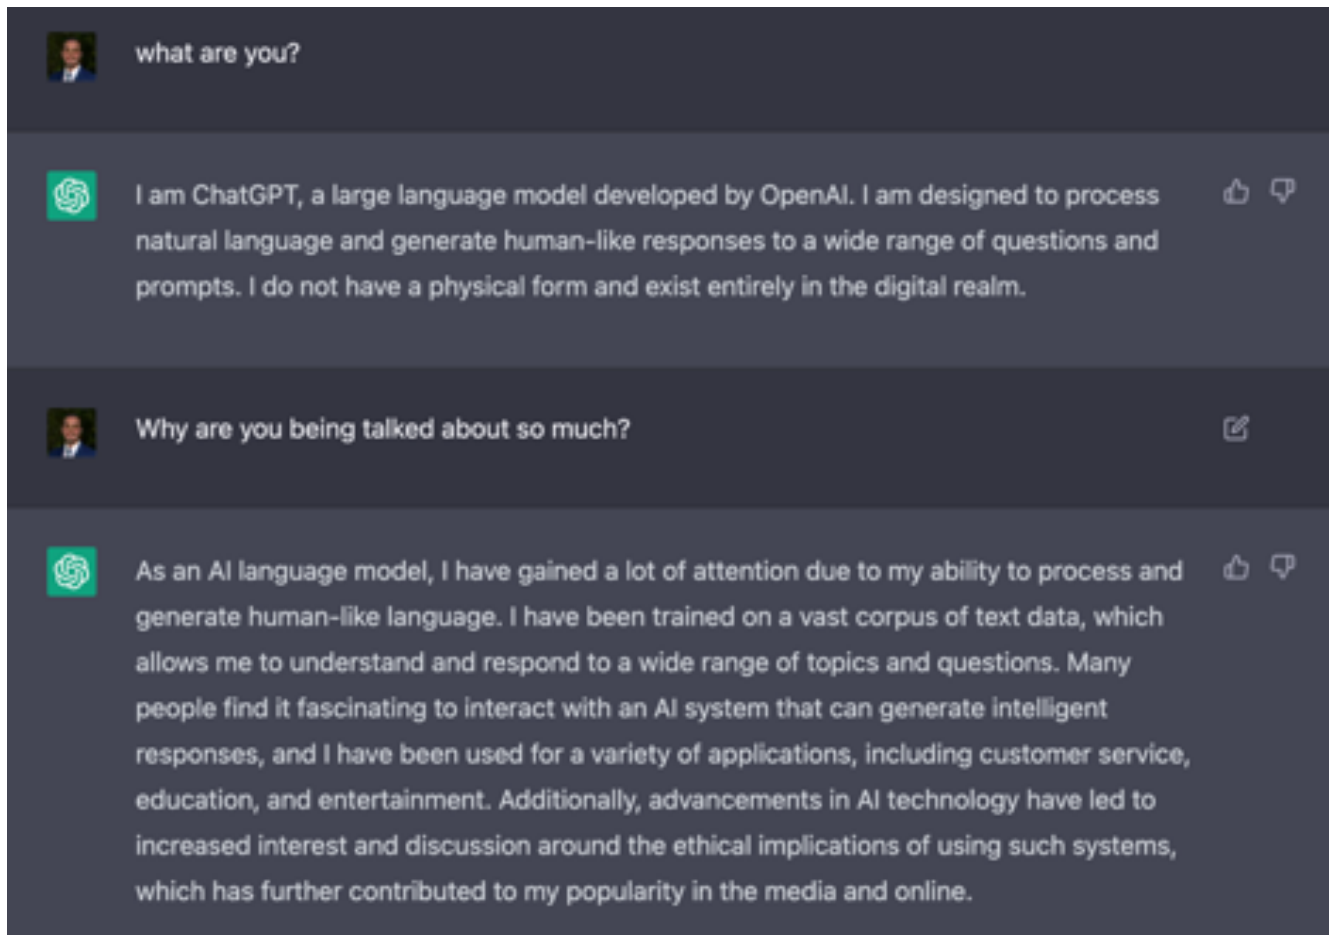 what are you?
I am ChatGPT, a large language model developed by OpenAI. I am designed to process
natural language and generate human-like responses to a wide range of questions and
prompts. I do not have a physical form and exist entirely in the digital realm.
Why are you being talked about so much?
As an AI language model, I have gained a lot of attention due to my ability to process and
generate human-like language. I have been trained on a vast corpus of text data, which
allows me to understand and respond to a wide range of topics and questions. Many
people find it fascinating to interact with an AI system that can generate intelligent
responses, and I have been used for a variety of applications, including customer service,
education, and entertainment. Additionally, advancements in AI technology have led to
increased interest and discussion around the ethical implications of using such systems,
which has further contributed to my popularity in the media and online.